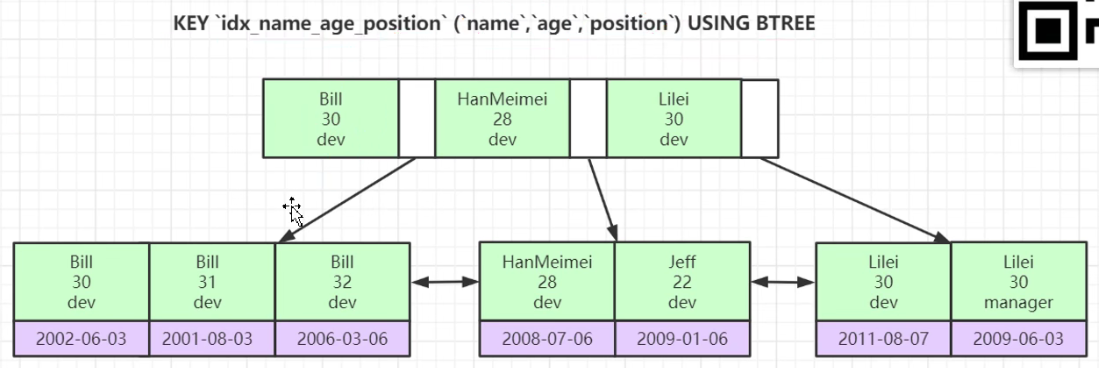 KEY `idx_name_age_position` (`name`,`age`,`position`) USING BTREE
Bill
30
dev
HanMeimei
28
dev
Lilei
30
dev
Bill
30
dev
2002-06-03
Bill
31
dev
2001-08-03
Bill
32
dev
2006-03-06
HanMeimei
28
dev
2008-07-06
Jeff
22
dev
2009-01-06
Lilei
30
dev
2011-08-07
Lilei
30
manager
2009-06-03